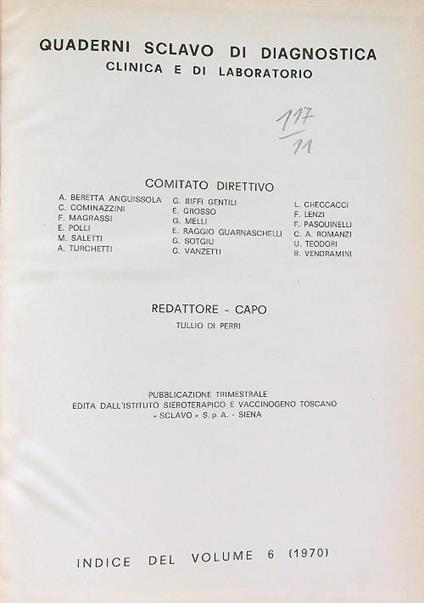 QUADERNI SCLAVO DI DIAGNOSTICA
CLINICA E DI LABORATORIO
117
11
COMITATO DIRETTIVO
A. BERETTA ANGUISSOLA
C. COMINAZZINI
F. MAGRASSI
E. POLLI
M. SALETTI
A. TURCHETTI
G. BIFFI GENTILI
E. GROSSO
G. MELLI
E. RAGGIO GUARNASCHELLI
G. SOTGIU
G. VANZETTI
L. CHECCACCI
F. LENZI
F. PASQUINELLI
C. A. ROMANZI
U. TEODORI
R. VENDRAMINI
REDATTORE - CAPO
TULLIO DI PERRI
PUBBLICAZIONE TRIMESTRALE
EDITA DALL'ISTITUTO SIEROTERAPICO E VACCINOGENO TOSCANO
« SCLAVO » S.p.A. - SIENA
INDICE DEL VOLUME 6 (1970)